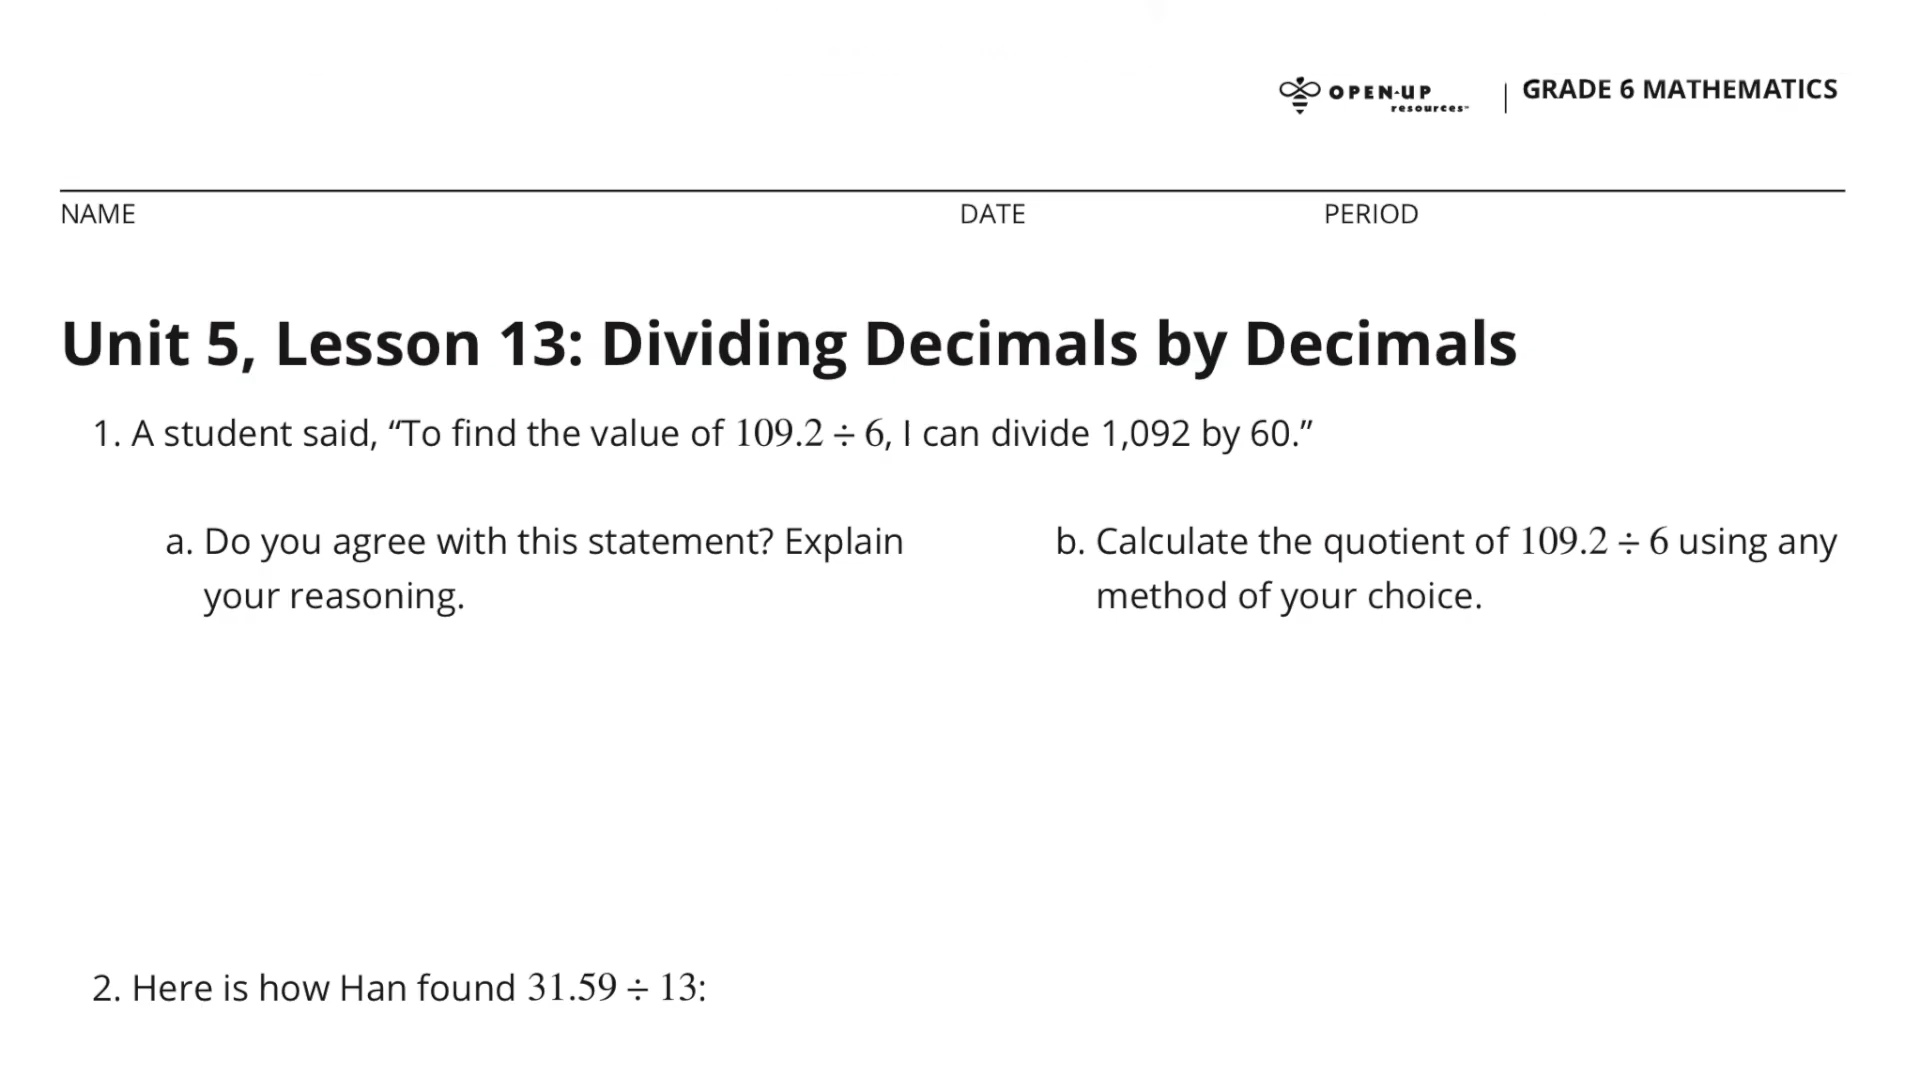 OPEN-UP
resources™
GRADE 6 MATHEMATICS
NAME DATE PERIOD
Unit 5, Lesson 13: Dividing Decimals by Decimals
1. A student said, “To find the value of 109.2 ÷ 6, I can divide 1,092 by 60.”
a. Do you agree with this statement? Explain
your reasoning.
b. Calculate the quotient of 109.2 ÷ 6 using any
method of your choice.
2. Here is how Han found 31.59 ÷ 13: